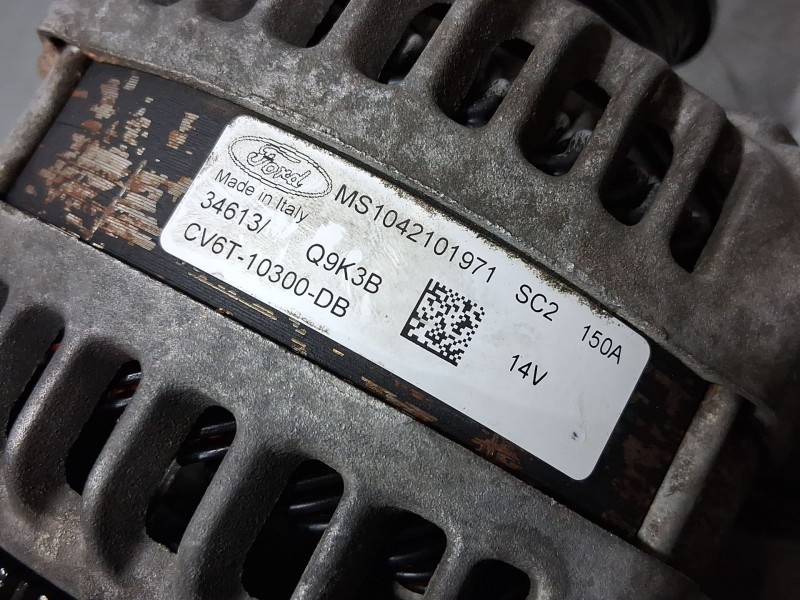 Ford MS1042101971 SC2 150A
Made in Italy
34613/ Q9K3B 14V
CV6T-10300-DB